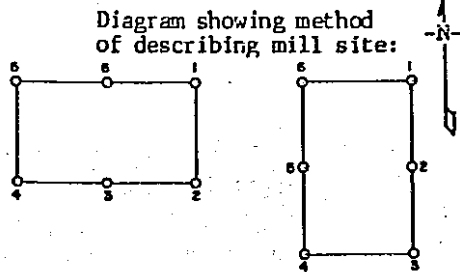 Diagram showing method
of describing mill site:
-N-
5 6 1
4 3 2
6 1
5 2
4 3